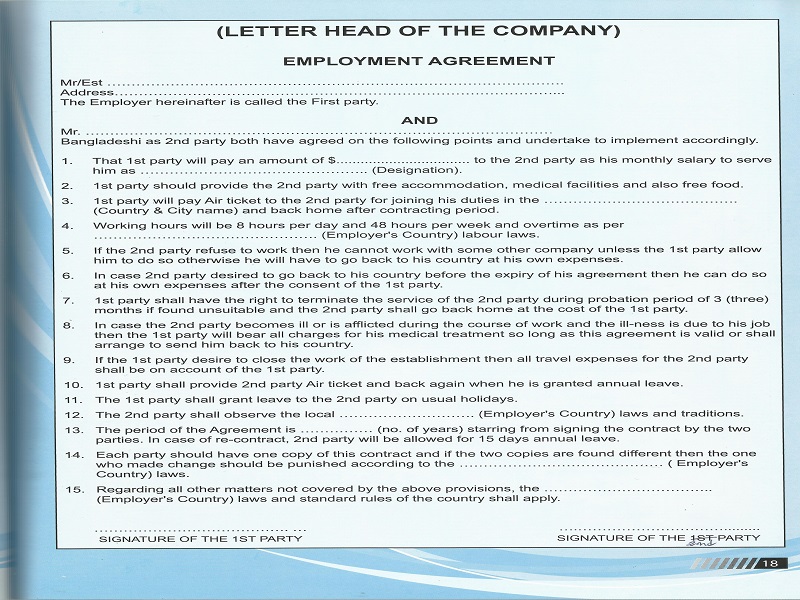 (LETTER HEAD OF THE COMPANY)
EMPLOYMENT AGREEMENT
Mr/Est ……………………………………………………………………………
Address……………………………………………………………………………..
The Employer hereinafter is called the First party.
AND
Mr. ……………………………………………………………………………
Bangladeshi as 2nd party both have agreed on the following points and undertake to implement accordingly.
1. That 1st party will pay an amount of $................................ to the 2nd party as his monthly salary to serve
him as ……………………………………….. (Designation).
2. 1st party should provide the 2nd party with free accommodation, medical facilities and also free food.
3. 1st party will pay Air ticket to the 2nd party for joining his duties in the …………………………………
(Country & City name) and back home after contracting period.
4. Working hours will be 8 hours per day and 48 hours per week and overtime as per
………………………………………. (Employer's Country) labour laws.
5. If the 2nd party refuse to work then he cannot work with some other company unless the 1st party allow
him to do so otherwise he will have to go back to his country at his own expenses.
6. In case 2nd party desired to go back to his country before the expiry of his agreement then he can do so
at his own expenses after the consent of the 1st party.
7. 1st party shall have the right to terminate the service of the 2nd party during probation period of 3 (three)
months if found unsuitable and the 2nd party shall go back home at the cost of the 1st party.
8. In case the 2nd party becomes ill or is afflicted during the course of work and the ill-ness is due to his job
then the 1st party will bear all charges for his medical treatment so long as this agreement is valid or shall
arrange to send him back to his country.
9. If the 1st party desire to close the work of the establishment then all travel expenses for the 2nd party
shall be on account of the 1st party.
10. 1st party shall provide 2nd party Air ticket and back again when he is granted annual leave.
11. The 1st party shall grant leave to the 2nd party on usual holidays.
12. The 2nd party shall observe the local ……………………… (Employer's Country) laws and traditions.
13. The period of the Agreement is …………… (no. of years) starring from signing the contract by the two
parties. In case of re-contract, 2nd party will be allowed for 15 days annual leave.
14. Each party should have one copy of this contract and if the two copies are found different then the one
who made change should be punished according to the …………………………………… ( Employer's
Country) laws.
15. Regarding all other matters not covered by the above provisions, the …………………………….
(Employer's Country) laws and standard rules of the country shall apply.
………………………………… … …………………………………
SIGNATURE OF THE 1ST PARTY SIGNATURE OF THE 1ST PARTY
2nd
18